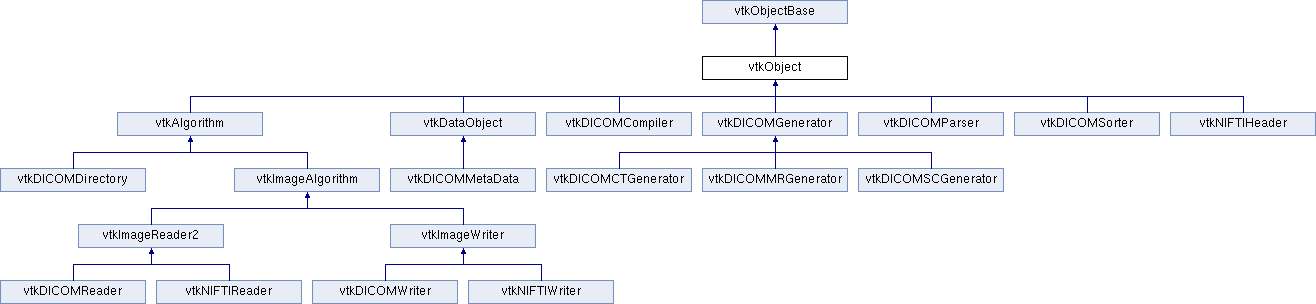 vtkObjectBase
vtkObject
vtkAlgorithm
vtkDataObject
vtkDICOMCompiler
vtkDICOMGenerator
vtkDICOMParser
vtkDICOMSorter
vtkNIFTIHeader
vtkDICOMDirectory
vtkImageAlgorithm
vtkDICOMMetaData
vtkDICOMCTGenerator
vtkDICOMMRGenerator
vtkDICOMSCGenerator
vtkImageReader2
vtkImageWriter
vtkDICOMReader
vtkNIFTIReader
vtkDICOMWriter
vtkNIFTIWriter